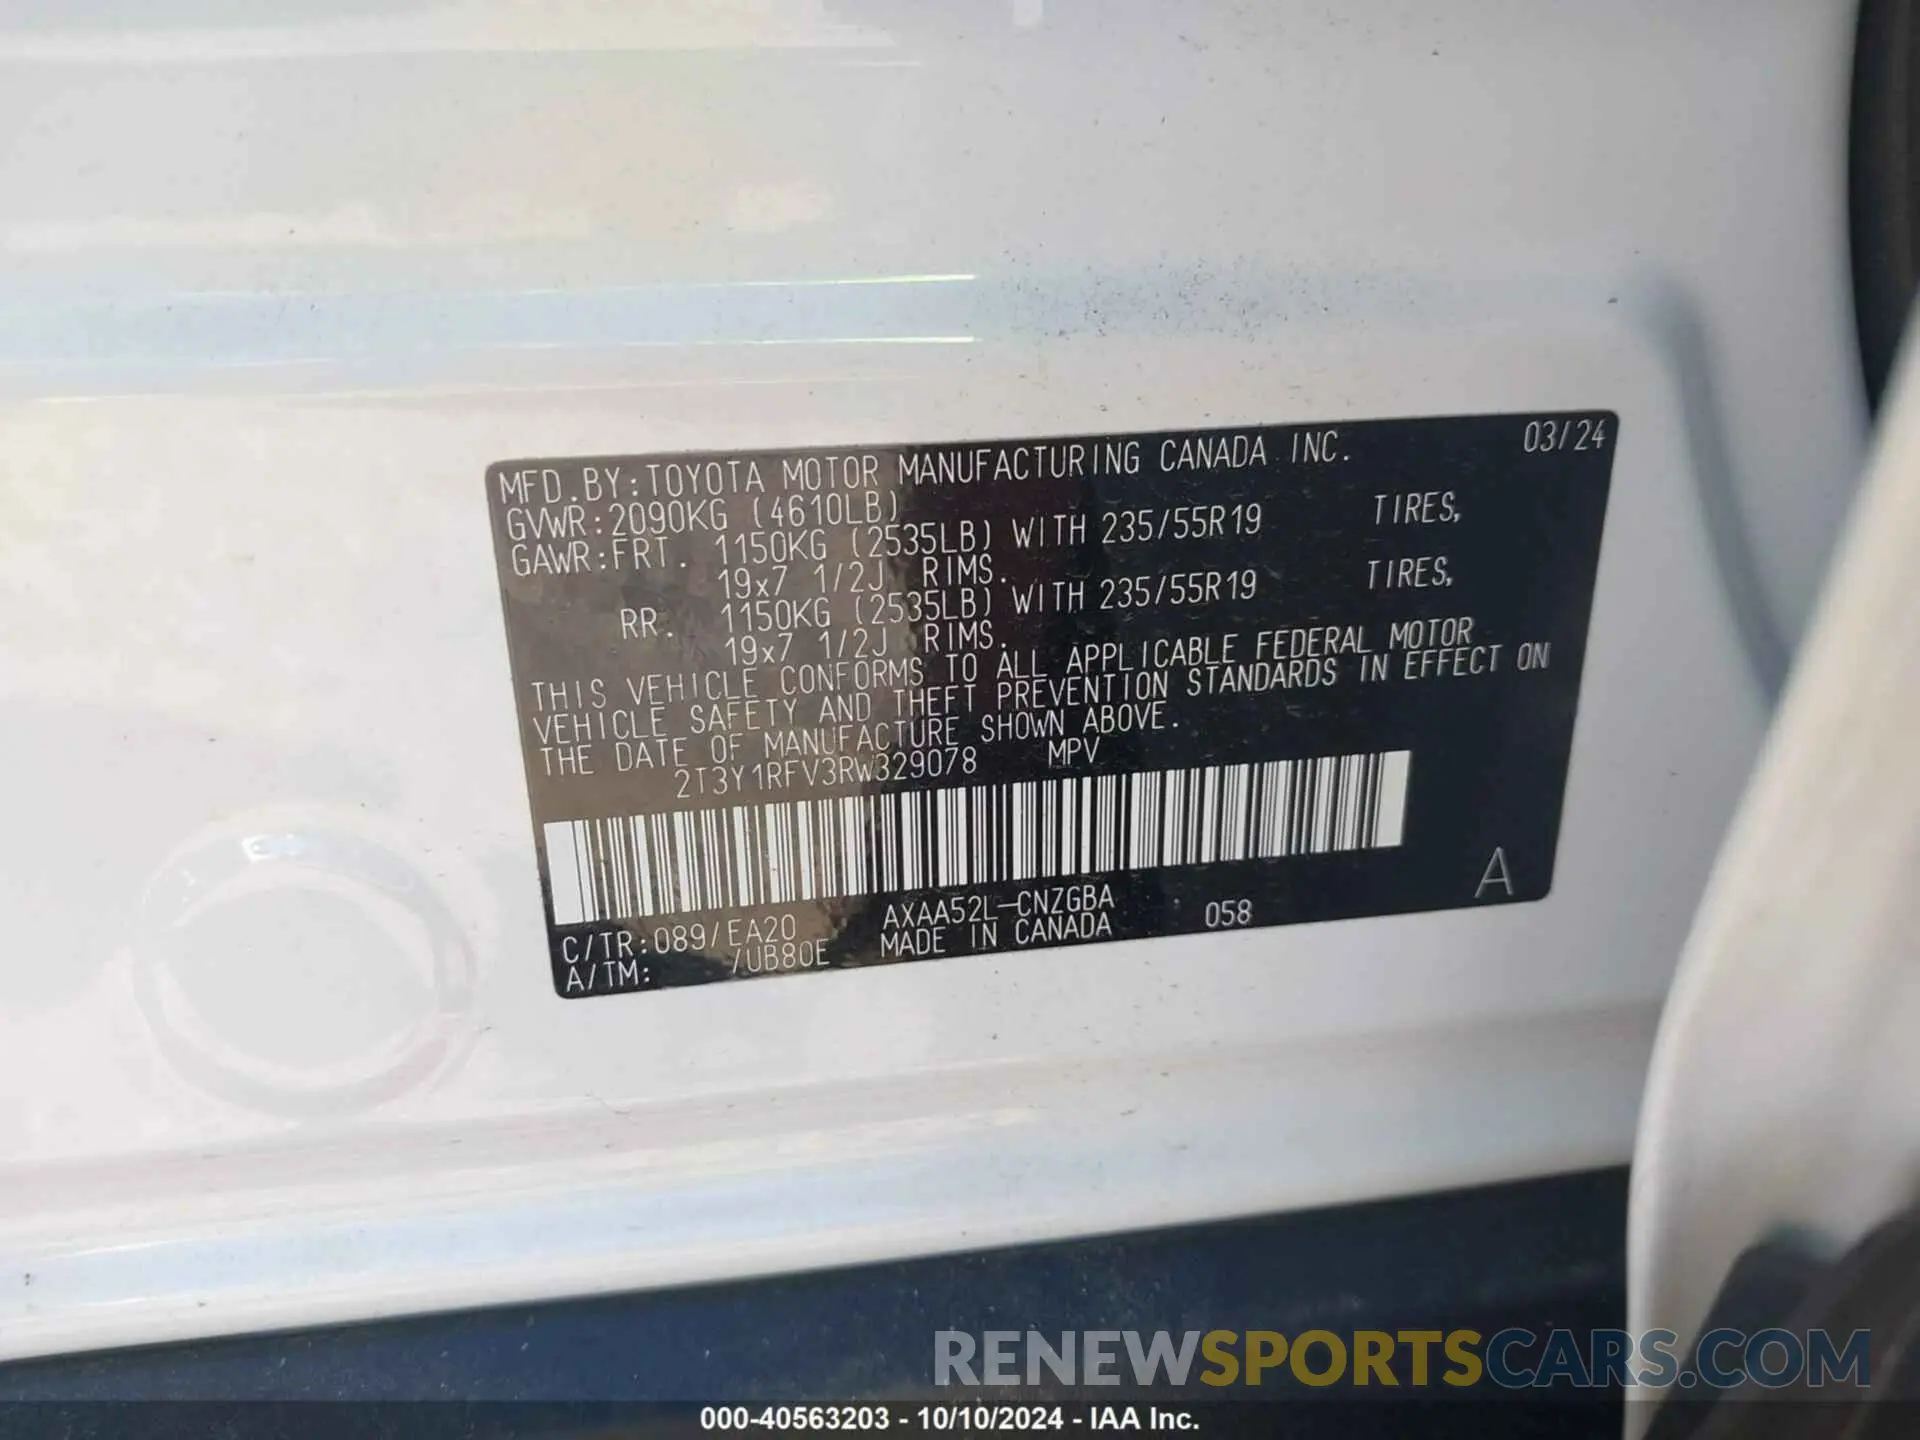 MFD.BY:TOYOTA MOTOR MANUFACTURING CANADA INC. 03/24
GVWR:2090KG (4610LB)
GAWR:FRT. 1150KG (2535LB) WITH 235/55R19 TIRES,
19x7 1/2J RIMS.
RR. 1150KG (2535LB) WITH 235/55R19 TIRES,
19x7 1/2J RIMS.
THIS VEHICLE CONFORMS TO ALL APPLICABLE FEDERAL MOTOR
VEHICLE SAFETY AND THEFT PREVENTION STANDARDS IN EFFECT ON
THE DATE OF MANUFACTURE SHOWN ABOVE.
2T3Y1RFV3RW329078 MPV
A
C/TR:089/EA20 AXAA52L-CNZGBA 058
A/TM: /UB80E MADE IN CANADA
RENEWSPORTSCARS.COM
000-40563203 - 10/10/2024 - IAA Inc.